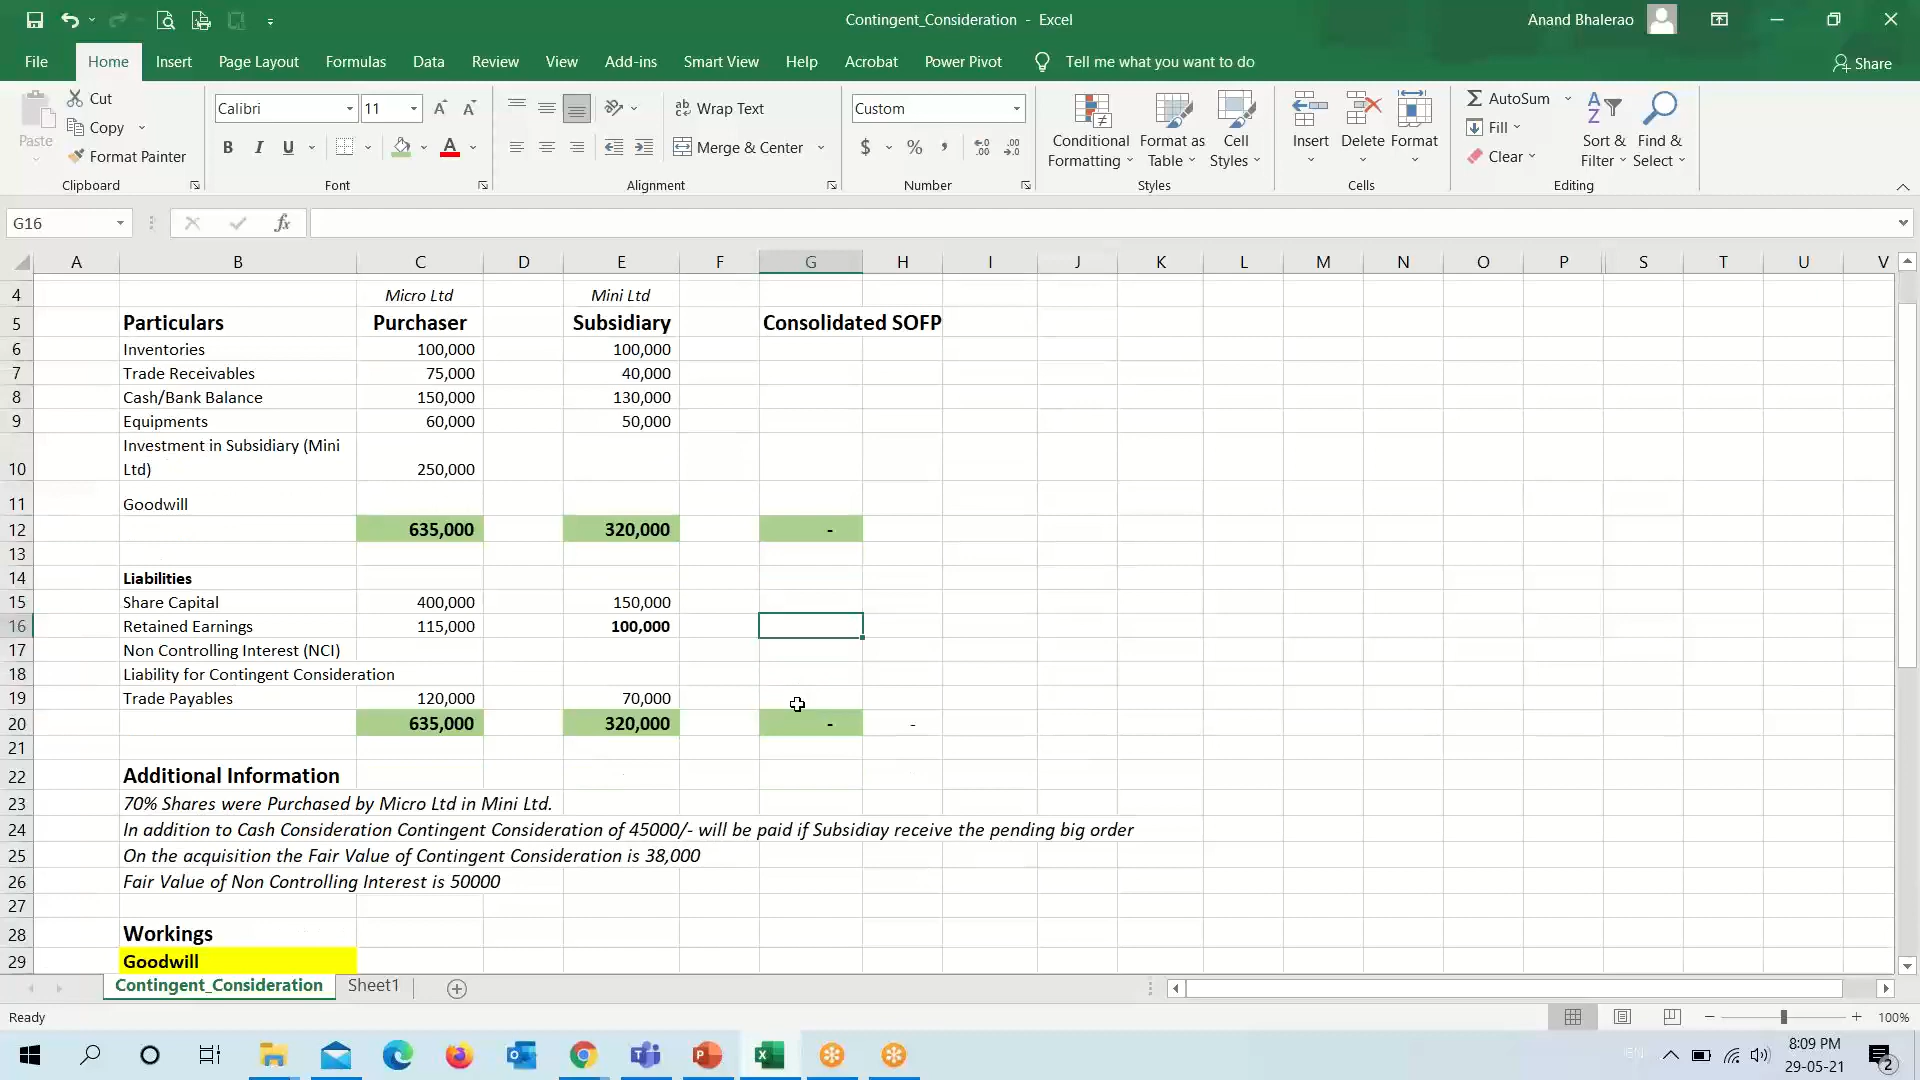 Contingent_Consideration - Excel
Anand Bhalerao
File Home Insert Page Layout Formulas Data Review View Add-ins Smart View Help Acrobat Power Pivot Tell me what you want to do Share
Paste
Cut
Copy
Format Painter
Clipboard
Calibri 11
B I U
Font
Wrap Text
Merge & Center
Alignment
Custom
$ % ,
Number
Conditional Formatting
Format as Table
Cell Styles
Styles
Insert
Delete
Format
Cells
AutoSum
Fill
Clear
Sort & Filter
Find & Select
Editing
G16
fx
A B C D E F G H I J K L M N O P S T U V
4 Micro Ltd Mini Ltd
5 Particulars Purchaser Subsidiary Consolidated SOFP
6 Inventories 100,000 100,000
7 Trade Receivables 75,000 40,000
8 Cash/Bank Balance 150,000 130,000
9 Equipments 60,000 50,000
Investment in Subsidiary (Mini
10 Ltd) 250,000
11 Goodwill
12 635,000 320,000 -
13
14 Liabilities
15 Share Capital 400,000 150,000
16 Retained Earnings 115,000 100,000
17 Non Controlling Interest (NCI)
18 Liability for Contingent Consideration
19 Trade Payables 120,000 70,000
20 635,000 320,000 - -
21
22 Additional Information
23 70% Shares were Purchased by Micro Ltd in Mini Ltd.
24 In addition to Cash Consideration Contingent Consideration of 45000/- will be paid if Subsidiay receive the pending big order
25 On the acquisition the Fair Value of Contingent Consideration is 38,000
26 Fair Value of Non Controlling Interest is 50000
27
28 Workings
29 Goodwill
Contingent_Consideration Sheet1
Ready
100%
8:09 PM
29-05-21
2